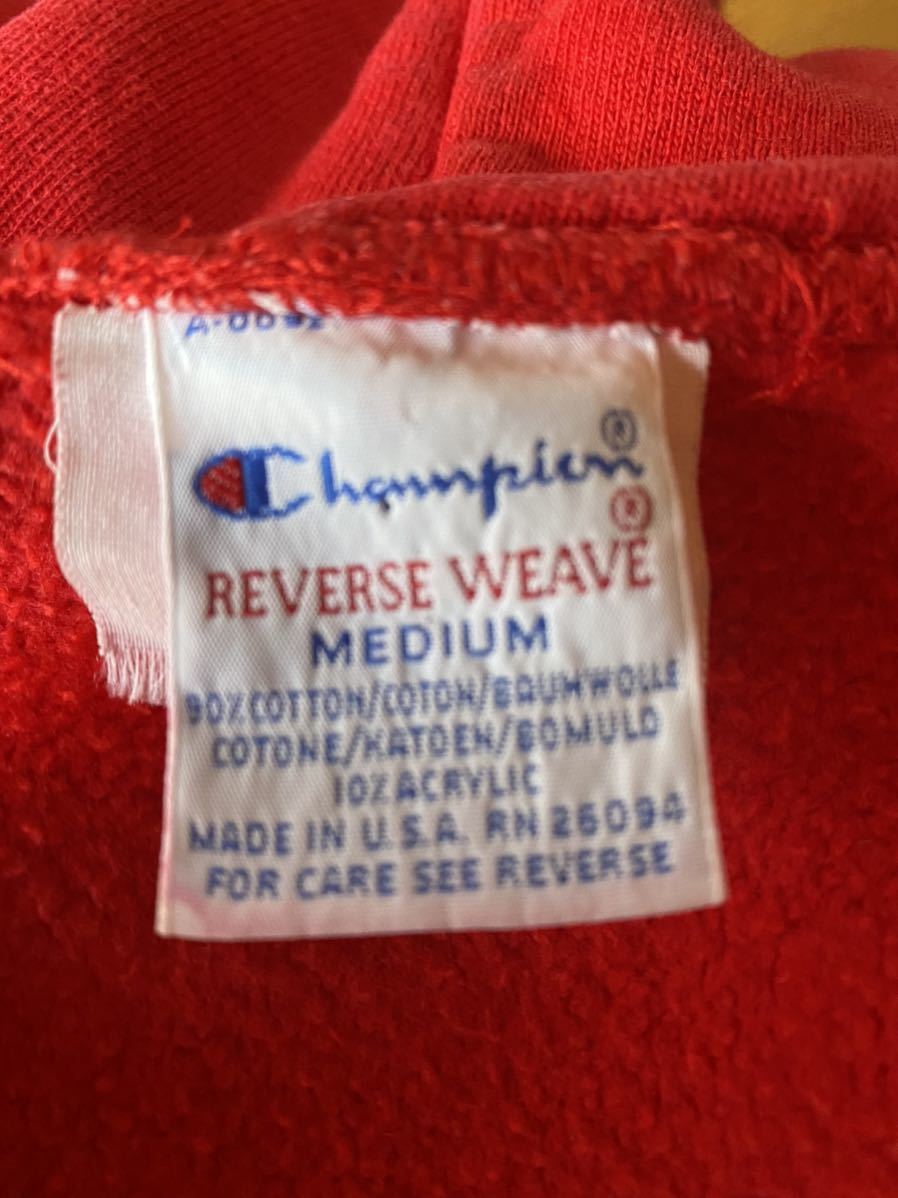 Champion®
REVERSE WEAVE®
MEDIUM
90% COTTON/COTON/BAUMWOLLE
COTONE/KATOEN/BOMULD
10% ACRYLIC
MADE IN U.S.A. RN 26094
FOR CARE SEE REVERSE